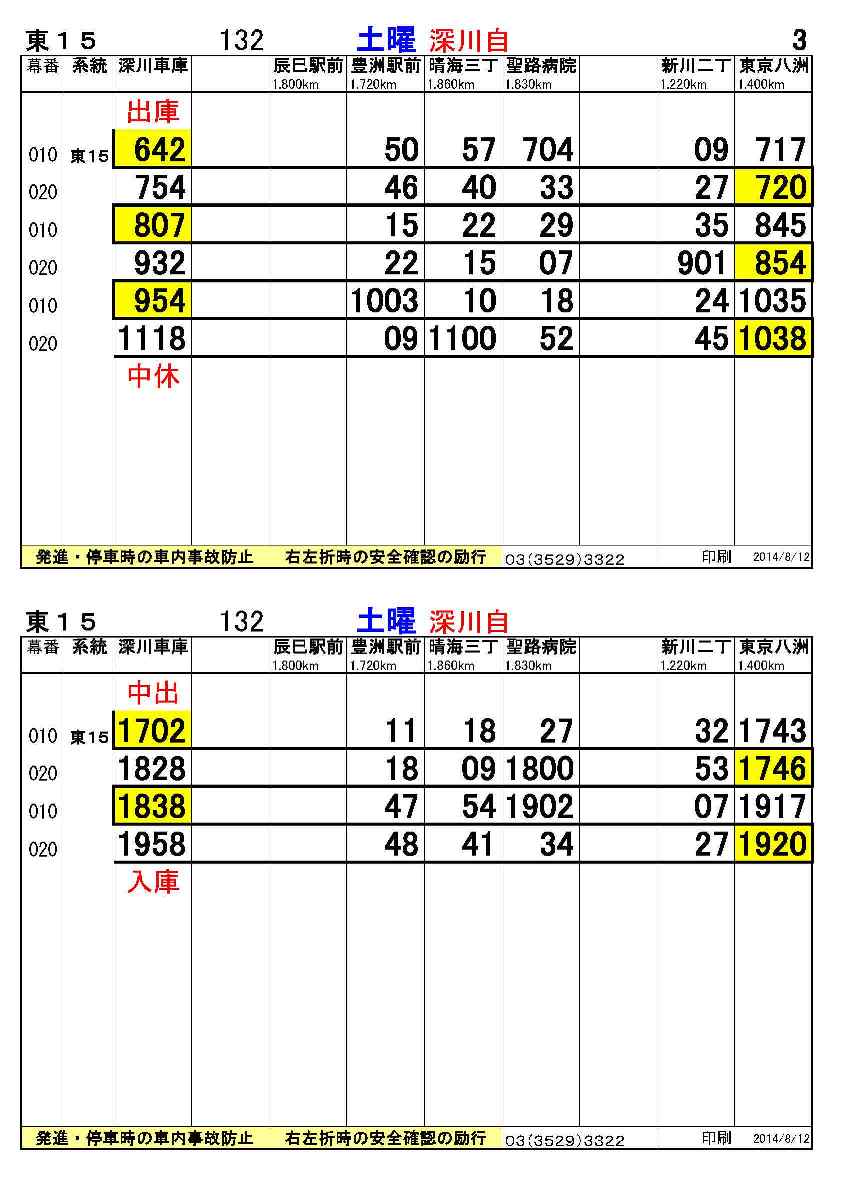 東１５ 132 土曜 深川自 3
幕番 系統 深川車庫 辰巳駅前 豊洲駅前 晴海三丁 聖路病院 新川二丁 東京八洲
1.800km 1.720km 1.860km 1.830km 1.220km 1.400km
出庫
010 東15 642 50 57 704 09 717
020 754 46 40 33 27 720
010 807 15 22 29 35 845
020 932 22 15 07 901 854
010 954 1003 10 18 24 1035
020 1118 09 1100 52 45 1038
中休
発進・停車時の車内事故防止 右左折時の安全確認の励行 03(3529)3322 印刷 2014/8/12
東１５ 132 土曜 深川自
幕番 系統 深川車庫 辰巳駅前 豊洲駅前 晴海三丁 聖路病院 新川二丁 東京八洲
1.800km 1.720km 1.860km 1.830km 1.220km 1.400km
中出
010 東15 1702 11 18 27 32 1743
020 1828 18 09 1800 53 1746
010 1838 47 54 1902 07 1917
020 1958 48 41 34 27 1920
入庫
発進・停車時の車内事故防止 右左折時の安全確認の励行 03(3529)3322 印刷 2014/8/12